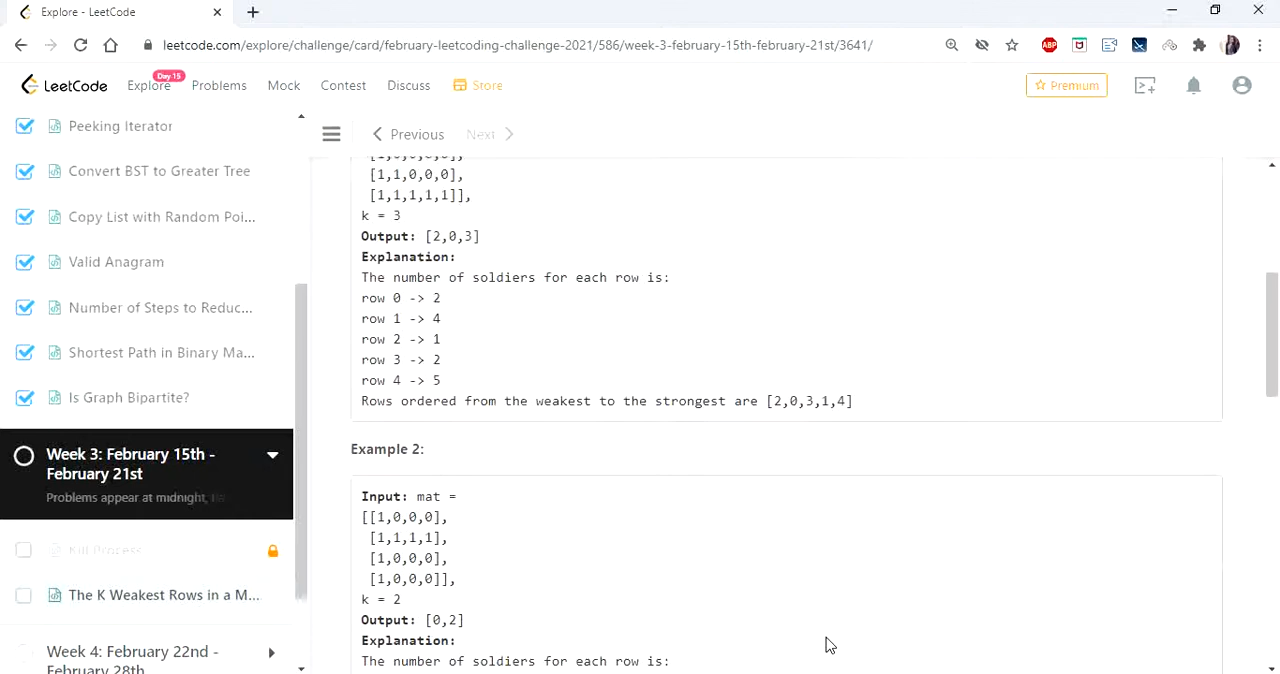 Explore - LeetCode
leetcode.com/explore/challenge/card/february-leetcoding-challenge-2021/586/week-3-february-15th-february-21st/3641/
ABP
LeetCode
Explore
Day 15
Problems
Mock
Contest
Discuss
Store
Premium
Peeking Iterator
Convert BST to Greater Tree
Copy List with Random Poi...
Valid Anagram
Number of Steps to Reduc...
Shortest Path in Binary Ma...
Is Graph Bipartite?
Week 3: February 15th -
February 21st
Problems appear at midnight,
Kill Process
The K Weakest Rows in a M...
Week 4: February 22nd -
February 28th
Previous
Next
[1,0,0,0,0],
[1,1,0,0,0],
[1,1,1,1,1]],
k = 3
Output: [2,0,3]
Explanation:
The number of soldiers for each row is:
row 0 -> 2
row 1 -> 4
row 2 -> 1
row 3 -> 2
row 4 -> 5
Rows ordered from the weakest to the strongest are [2,0,3,1,4]
Example 2:
Input: mat =
[[1,0,0,0],
[1,1,1,1],
[1,0,0,0],
[1,0,0,0]],
k = 2
Output: [0,2]
Explanation:
The number of soldiers for each row is: